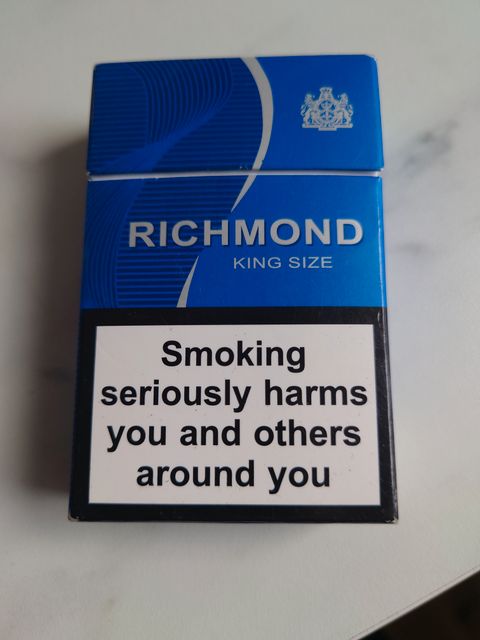 RICHMOND
KING SIZE
Smoking
seriously harms
you and others
around you